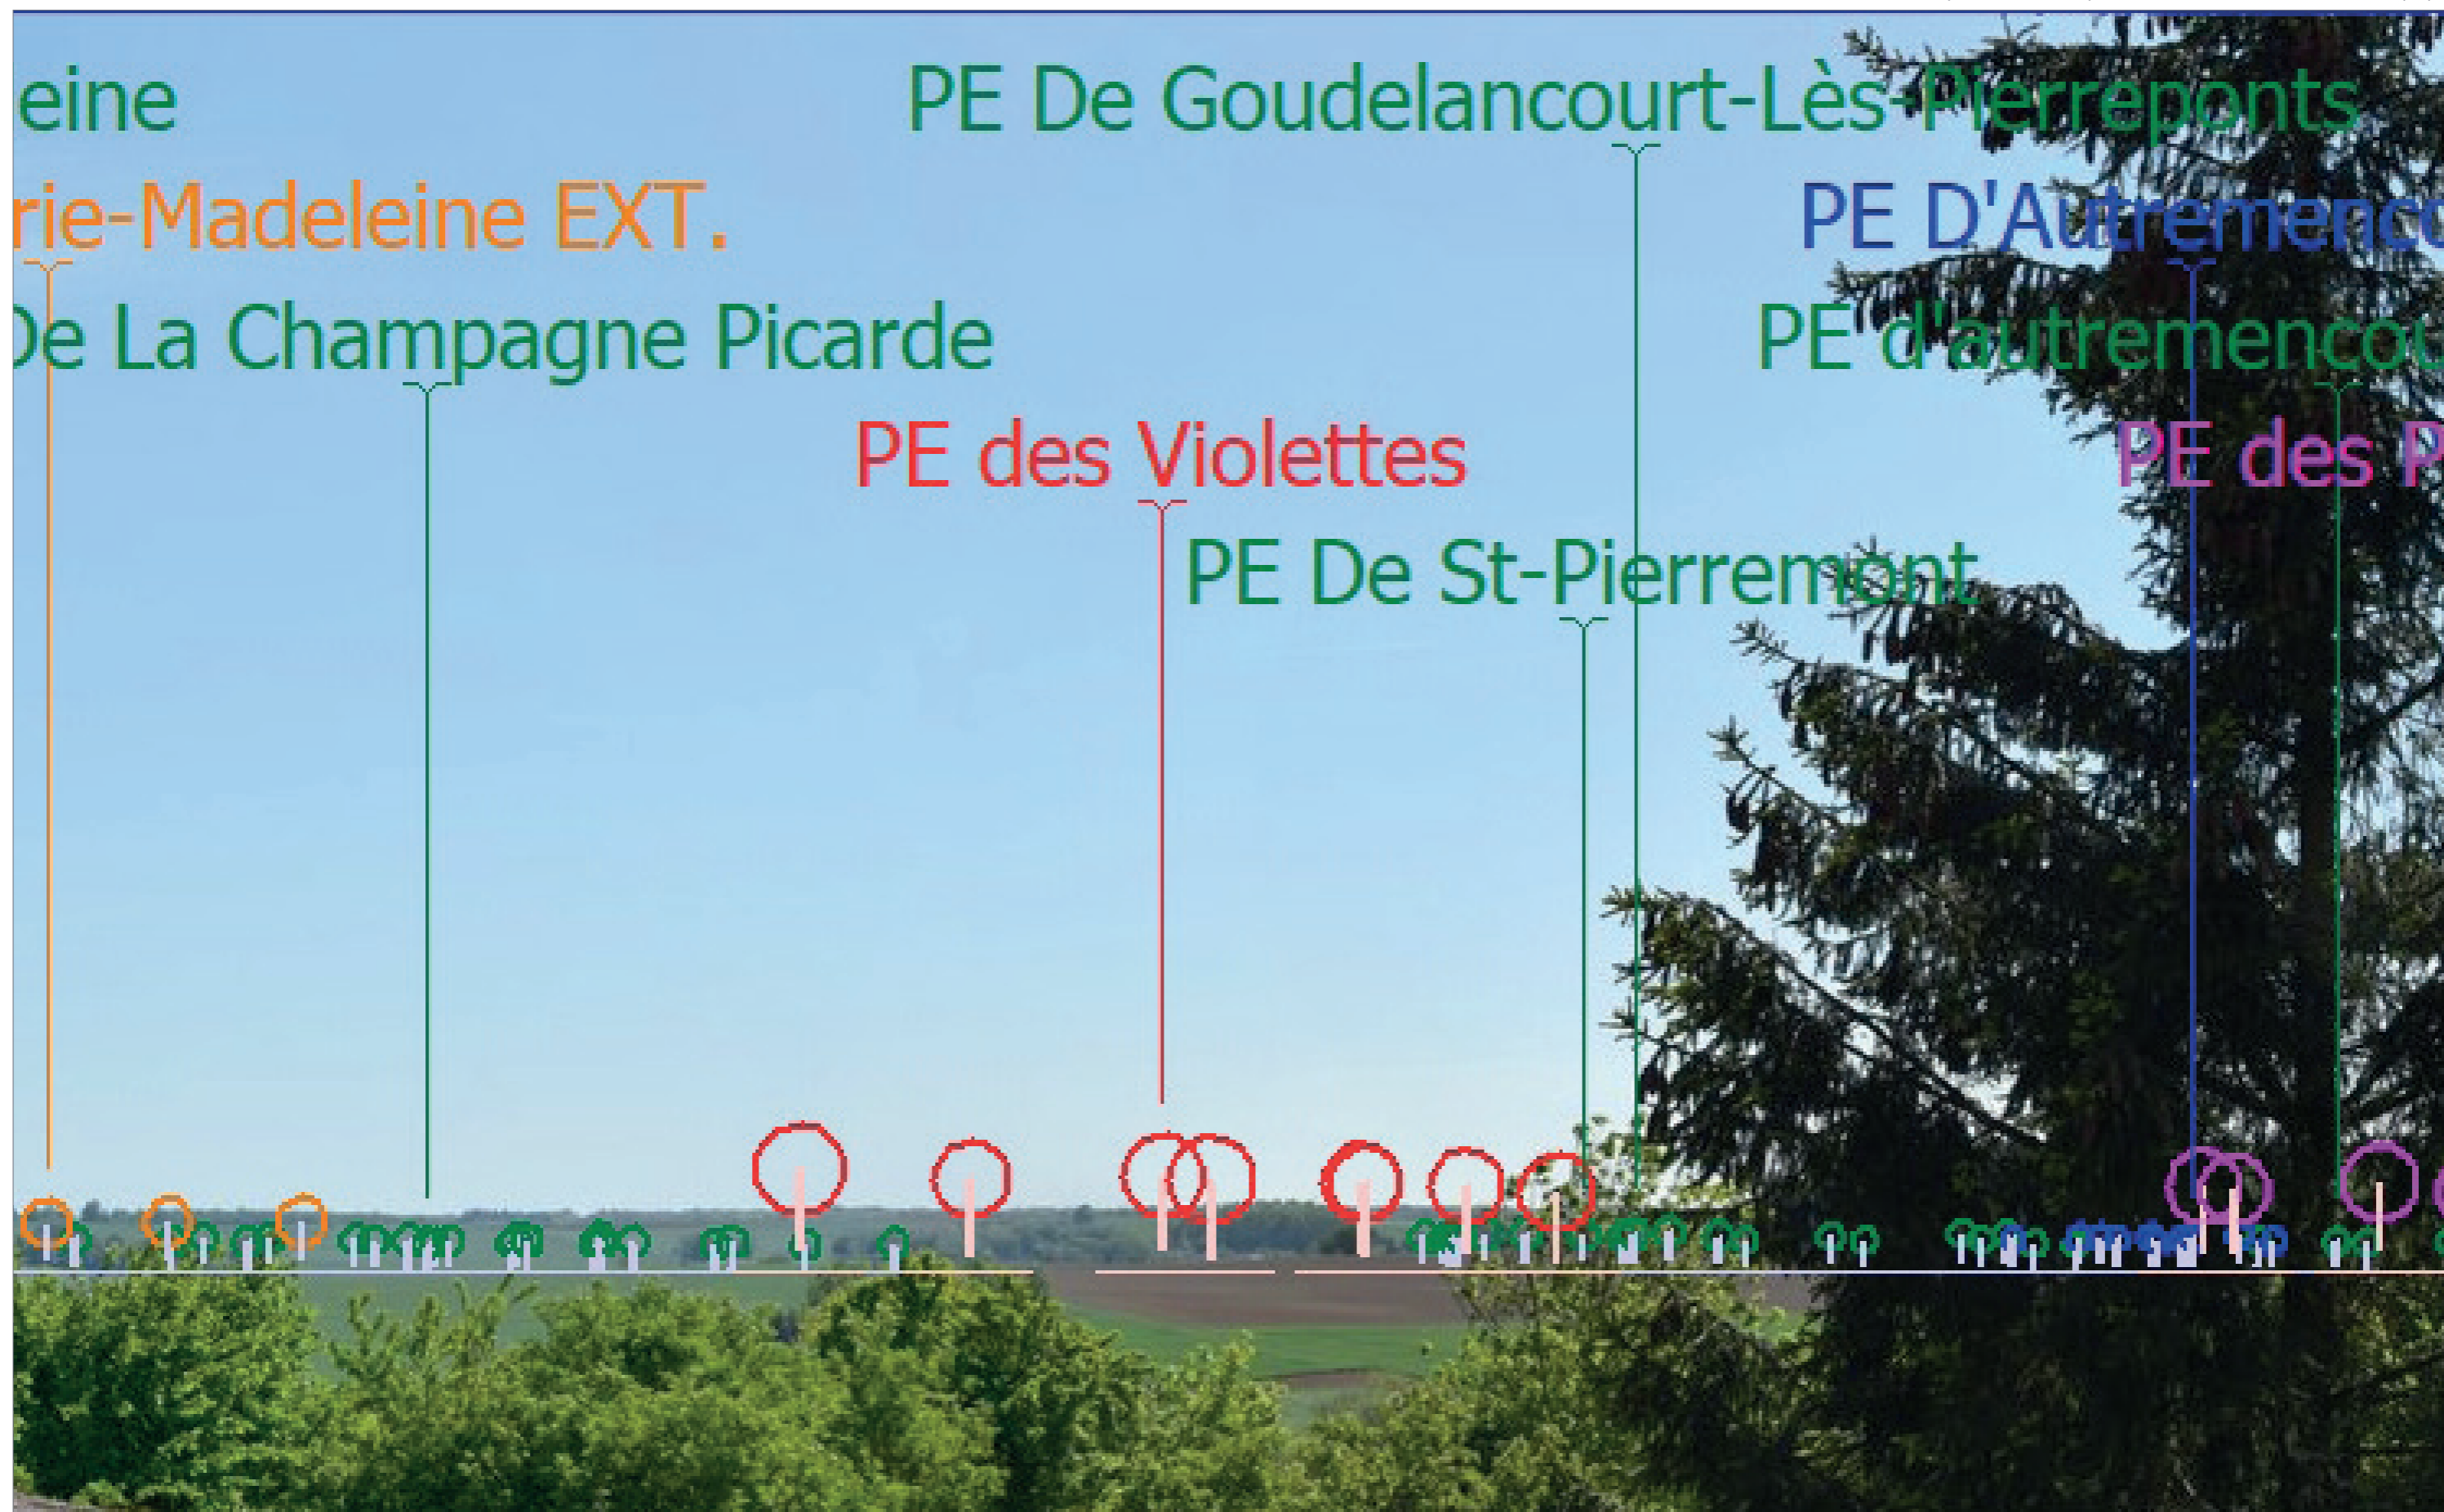 eine
PE De Goudelancourt-Lès-Pierreponts
rie-Madeleine EXT.
PE D'Autremenco
De La Champagne Picarde
PE d'autremencou
PE des Violettes
PE des P
PE De St-Pierremont